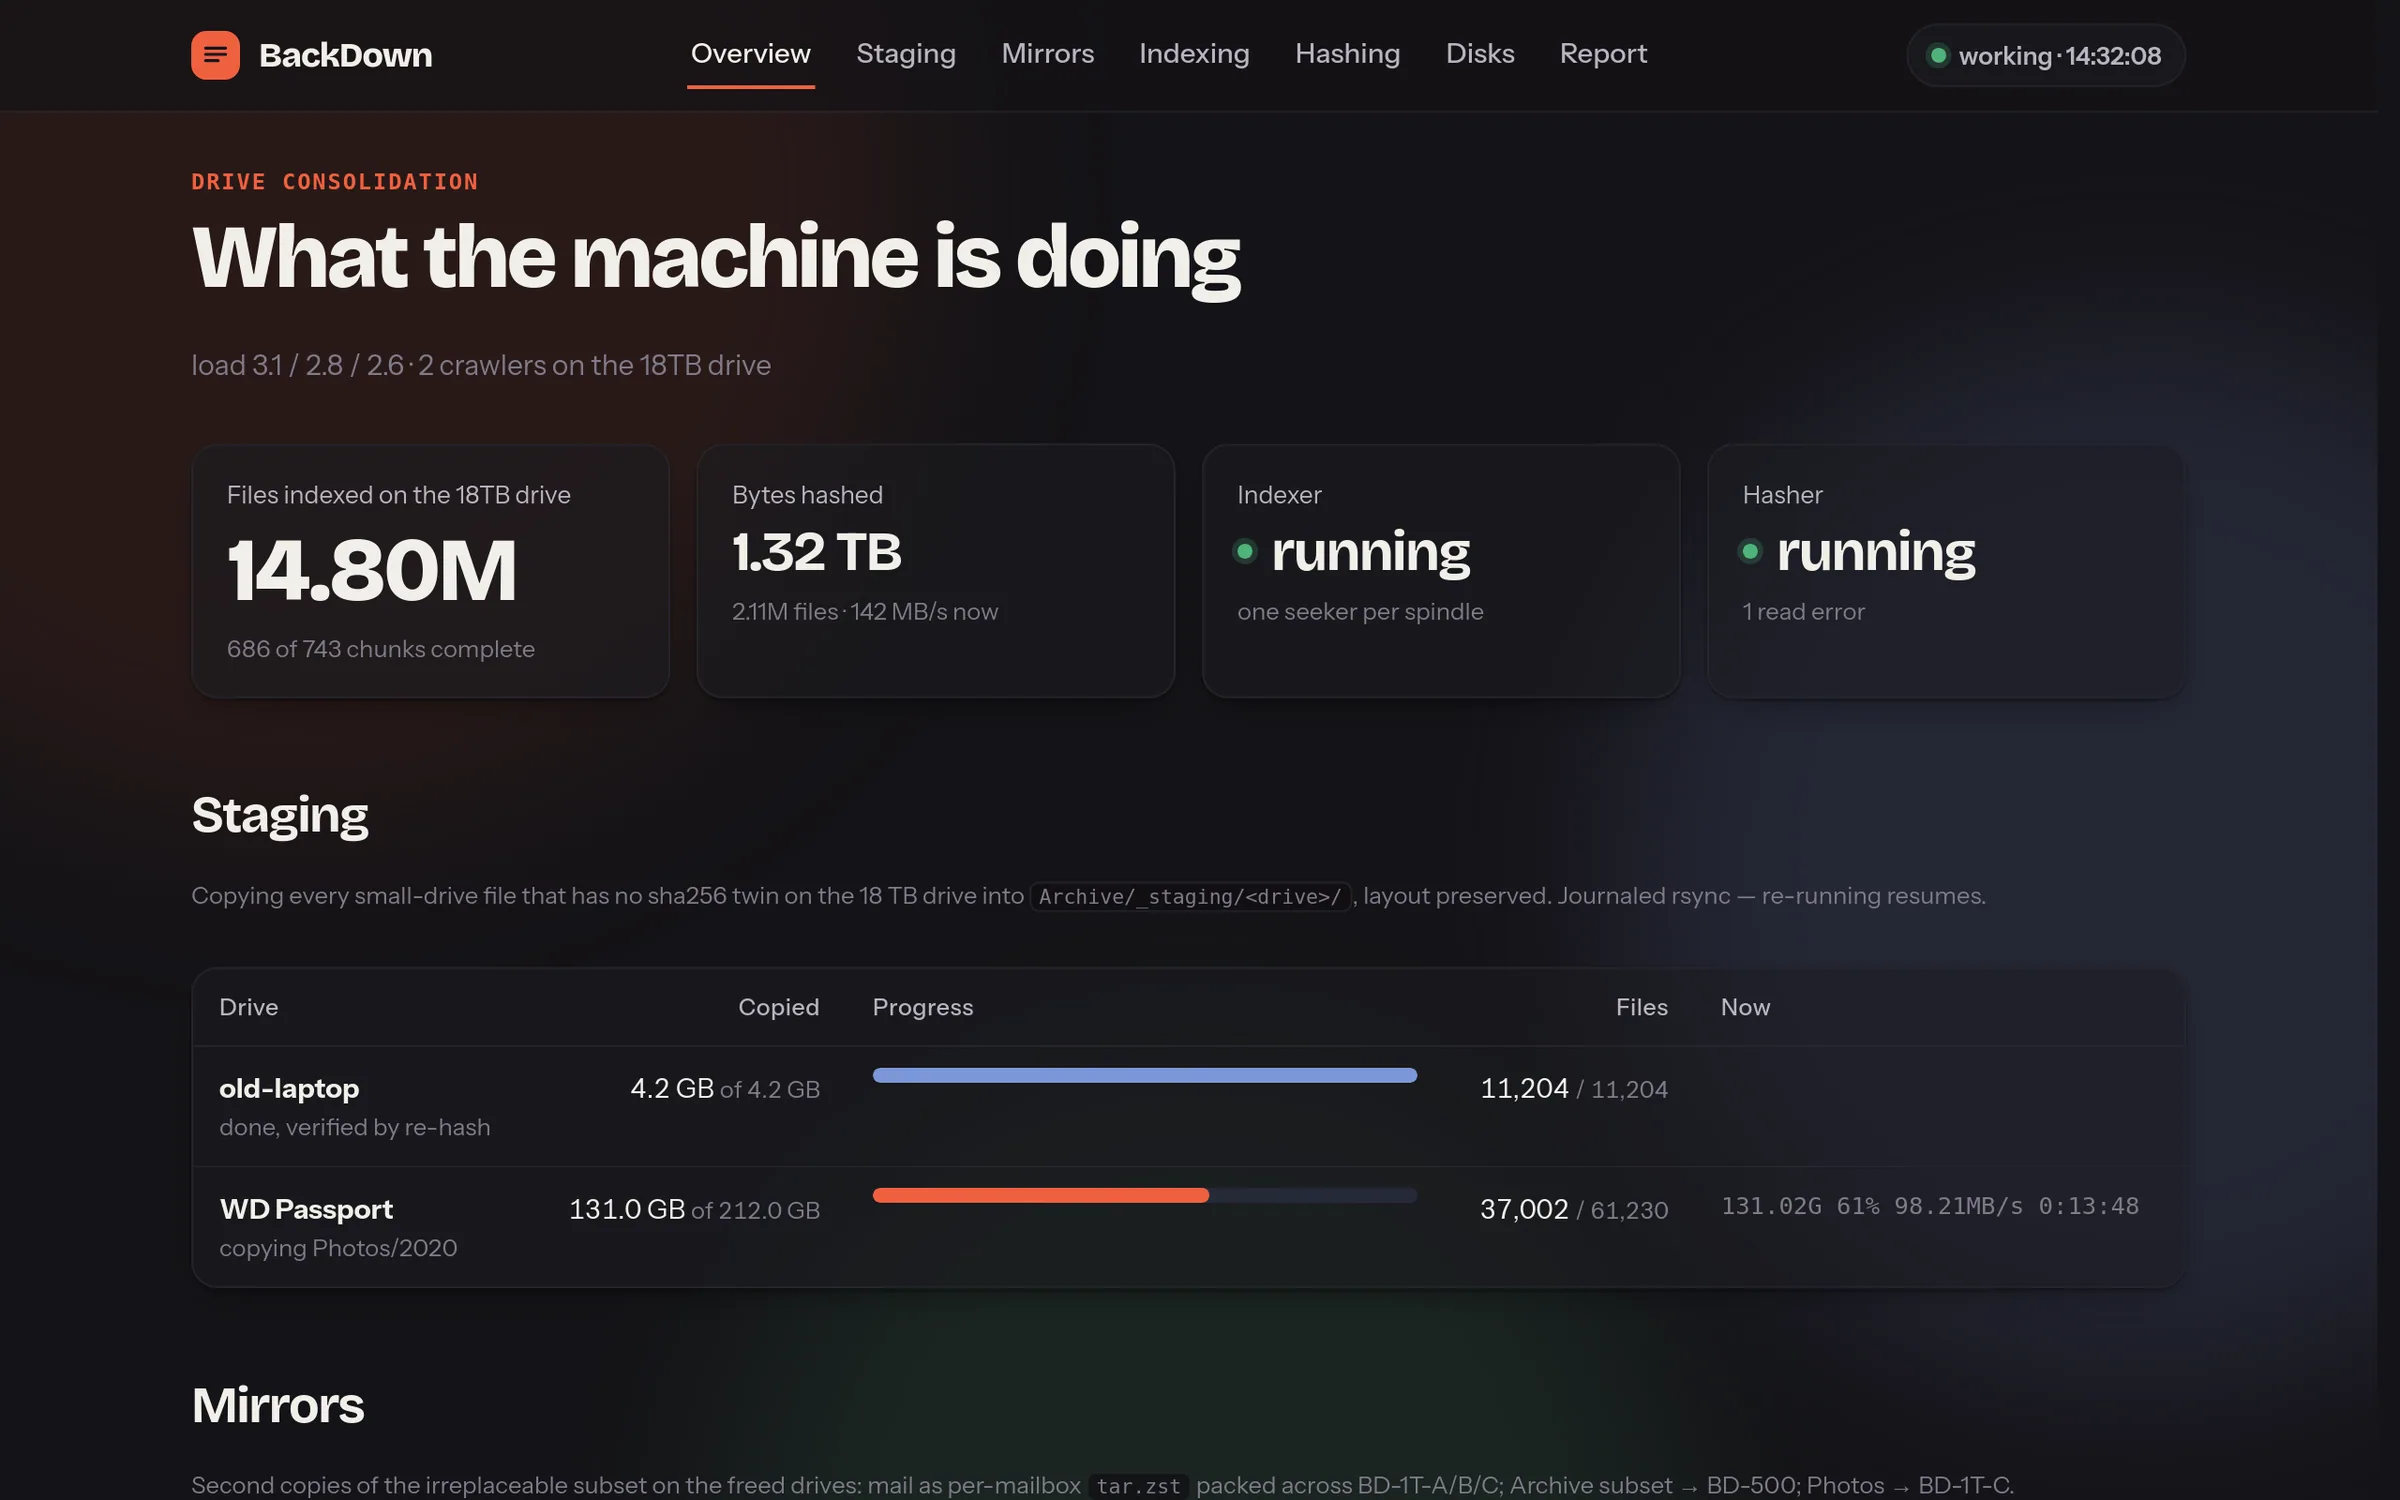 BackDown
Overview Staging Mirrors Indexing Hashing Disks Report
working · 14:32:08
DRIVE CONSOLIDATION
What the machine is doing
load 3.1 / 2.8 / 2.6 · 2 crawlers on the 18TB drive
Files indexed on the 18TB drive
14.80M
686 of 743 chunks complete
Bytes hashed
1.32 TB
2.11M files · 142 MB/s now
Indexer
running
one seeker per spindle
Hasher
running
1 read error
Staging
Copying every small-drive file that has no sha256 twin on the 18 TB drive into Archive/_staging/<drive>/, layout preserved. Journaled rsync — re-running resumes.
Drive Copied Progress Files Now
old-laptop 4.2 GB of 4.2 GB 11,204 / 11,204
done, verified by re-hash
WD Passport 131.0 GB of 212.0 GB 37,002 / 61,230 131.02G 61% 98.21MB/s 0:13:48
copying Photos/2020
Mirrors
Second copies of the irreplaceable subset on the freed drives: mail as per-mailbox tar.zst packed across BD-1T-A/B/C; Archive subset → BD-500; Photos → BD-1T-C.